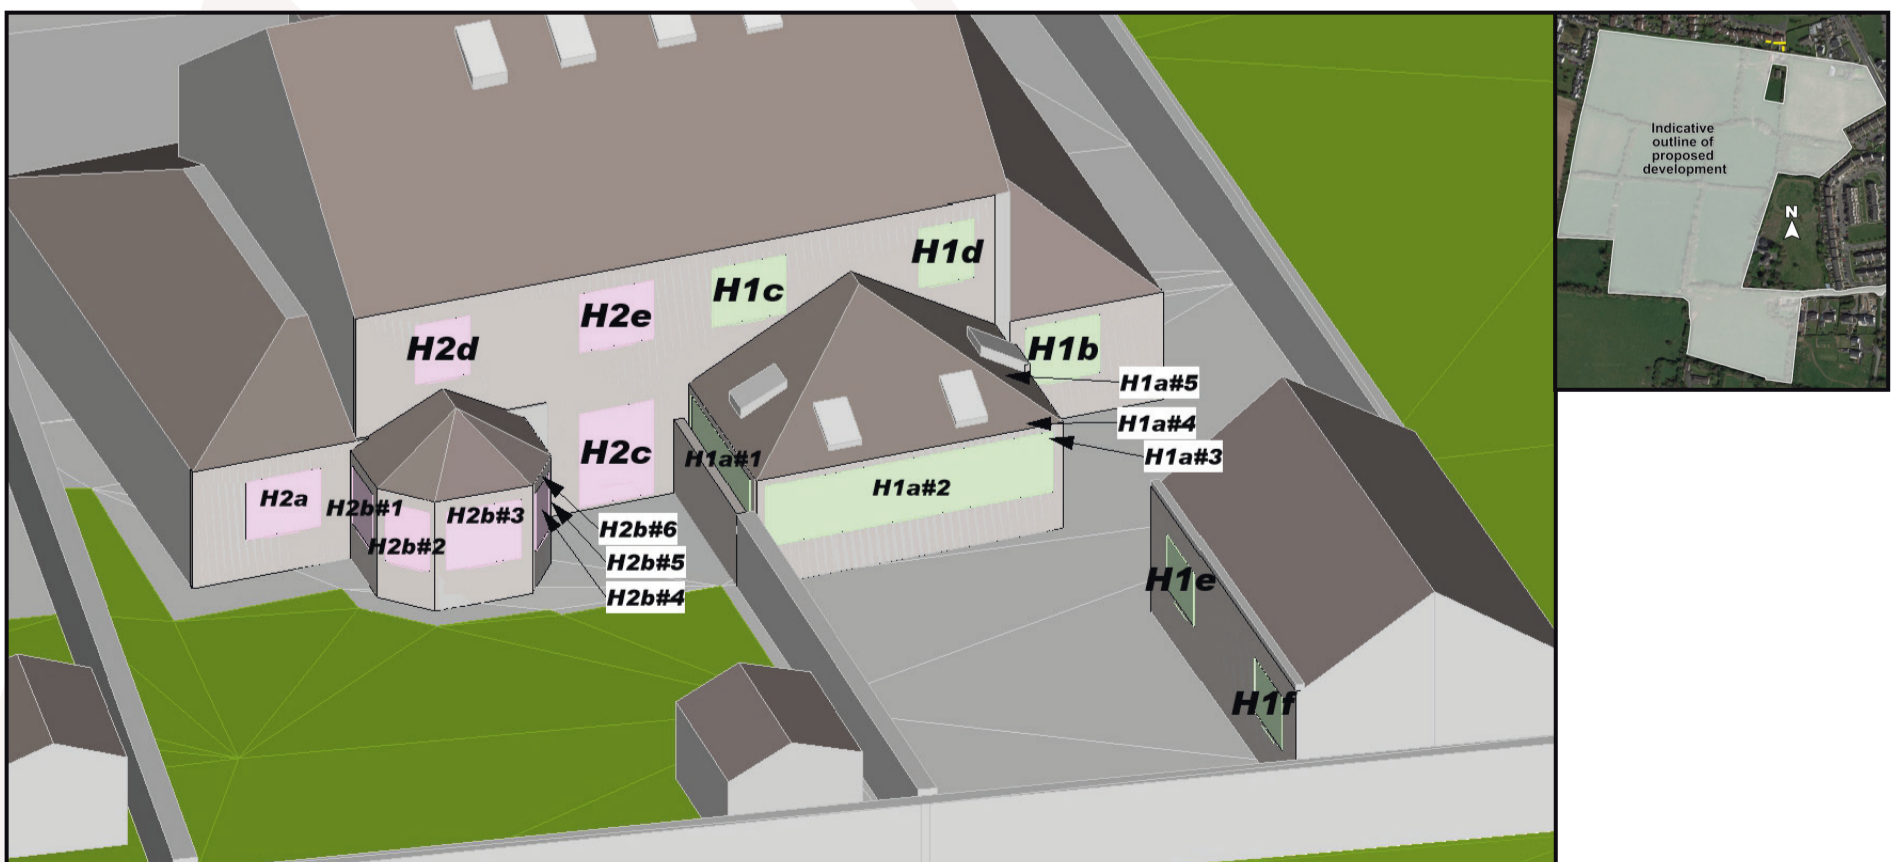 H1d
H1c
H2e
H2d
H1b
H1a#5
H1a#4
H2c
H1a#1
H1a#3
H1a#2
H2a
H2b#1
H2b#3
H2b#6
H2b#2
H2b#5
H1e
H2b#4
H1f
Indicative
outline of
proposed
development
N